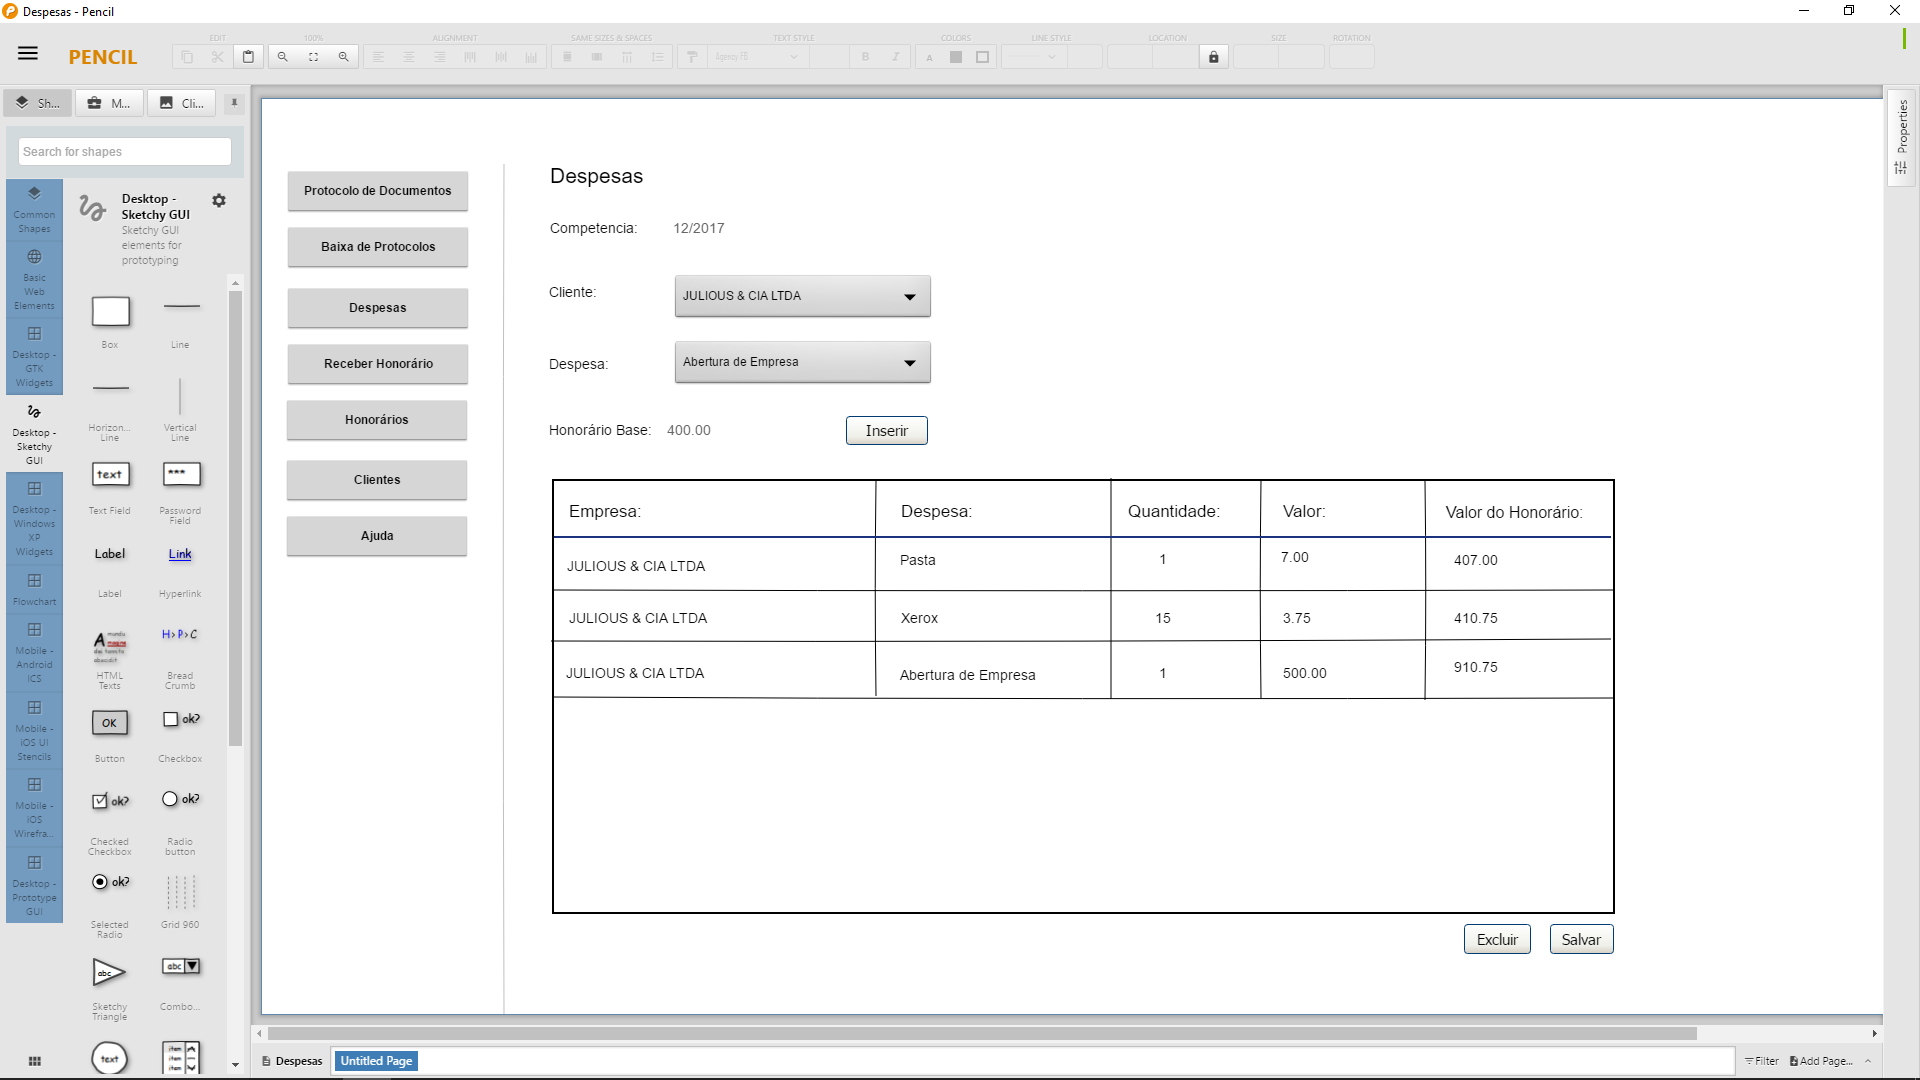 Despesas - Pencil
PENCIL
EDIT
100%
ALIGNMENT
SAME SIZES & SPACES
TEXT STYLE
COLORS
LINE STYLE
LOCATION
SIZE
ROTATION
Agency FB
B
I
A
Sh...
M...
Cli...
Search for shapes
Common
Shapes
Basic
Web
Elements
Desktop -
GTK
Widgets
Desktop -
Sketchy
GUI
Desktop -
Windows
XP
Widgets
Flowchart
Mobile -
Android
ICS
Mobile -
iOS UI
Stencils
Mobile -
iOS
Wirefra...
Desktop -
Prototype
GUI
Desktop -
Sketchy GUI
Sketchy GUI
elements for
prototyping
Box
Line
Horizon...
Line
Vertical
Line
text
***
Text Field
Password
Field
Label
Link
Label
Hyperlink
A
H>P>C
HTML
Texts
Bread
Crumb
OK
ok?
Button
Checkbox
ok?
ok?
Checked
Checkbox
Radio
button
ok?
Selected
Radio
Grid 960
abc
abc
Sketchy
Triangle
Combo...
text
item
item
item
Protocolo de Documentos
Baixa de Protocolos
Despesas
Receber Honorário
Honorários
Clientes
Ajuda
Despesas
Competencia: 12/2017
Cliente: JULIOUS & CIA LTDA
Despesa: Abertura de Empresa
Honorário Base: 400.00 Inserir
Empresa: Despesa: Quantidade: Valor: Valor do Honorário:
JULIOUS & CIA LTDA Pasta 1 7.00 407.00
JULIOUS & CIA LTDA Xerox 15 3.75 410.75
JULIOUS & CIA LTDA Abertura de Empresa 1 500.00 910.75
Excluir Salvar
Properties
Despesas
Untitled Page
Filter
Add Page...